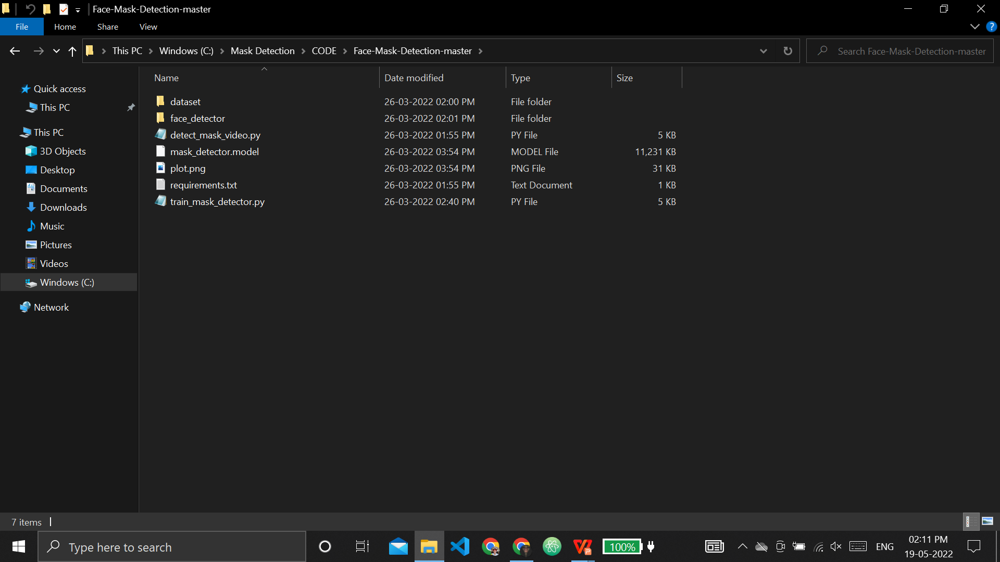 Face-Mask-Detection-master
File Home Share View
This PC Windows (C:) Mask Detection CODE Face-Mask-Detection-master
Search Face-Mask-Detection-master
Quick access
This PC
This PC
3D Objects
Desktop
Documents
Downloads
Music
Pictures
Videos
Windows (C:)
Network
Name Date modified Type Size
dataset 26-03-2022 02:00 PM File folder
face_detector 26-03-2022 02:01 PM File folder
detect_mask_video.py 26-03-2022 01:55 PM PY File 5 KB
mask_detector.model 26-03-2022 03:54 PM MODEL File 11,231 KB
plot.png 26-03-2022 03:54 PM PNG File 31 KB
requirements.txt 26-03-2022 01:55 PM Text Document 1 KB
train_mask_detector.py 26-03-2022 02:40 PM PY File 5 KB
7 items
Type here to search
100%
ENG
02:11 PM
19-05-2022